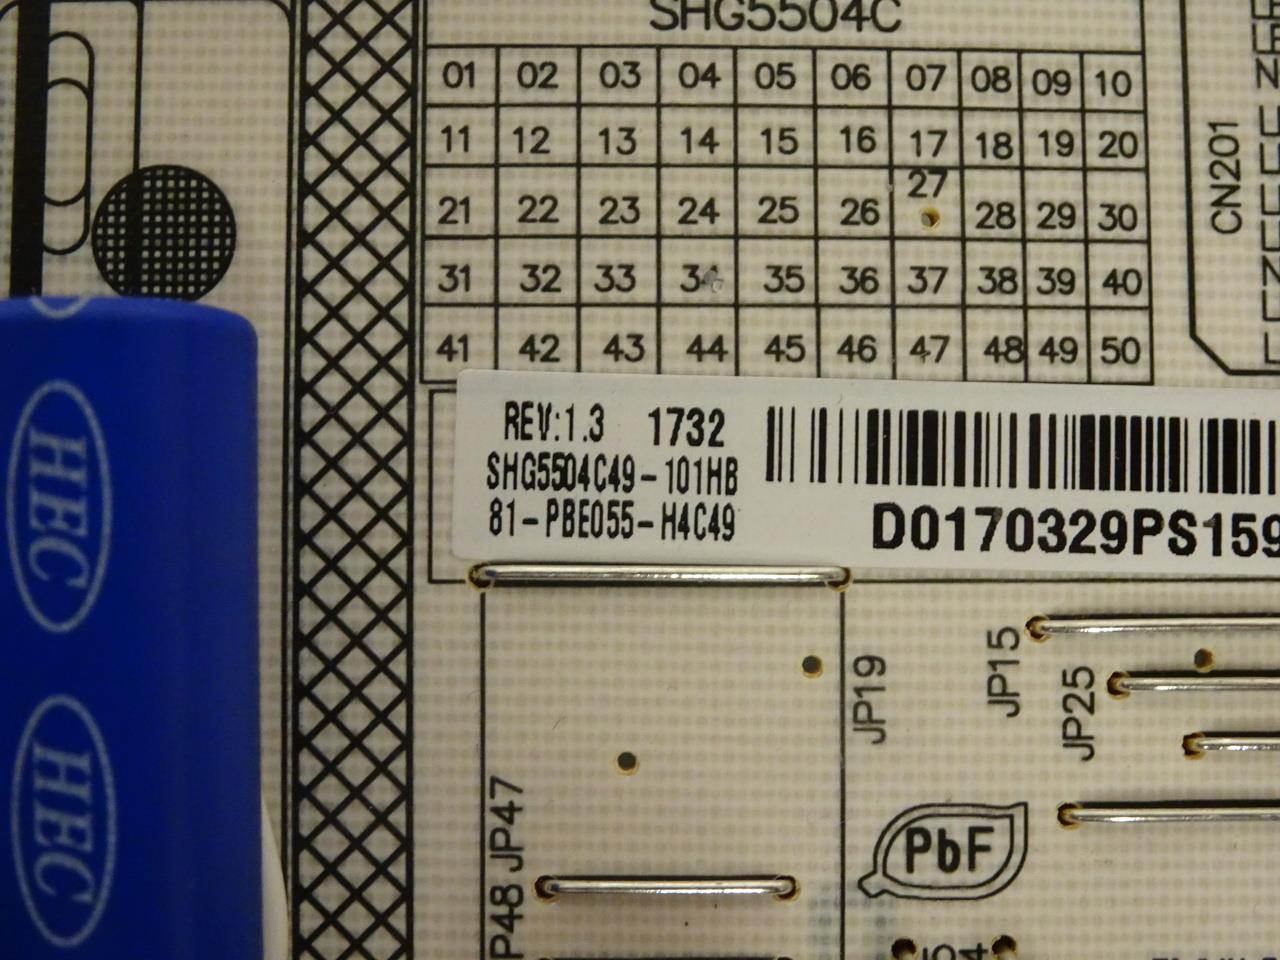 SHG5504C
01 02 03 04 05 06 07 08 09 10
11 12 13 14 15 16 17 18 19 20
21 22 23 24 25 26 27 28 29 30
31 32 33 34 35 36 37 38 39 40
41 42 43 44 45 46 47 48 49 50
CN201
REV:1.3 1732
SHG5504C49-101HB
81-PBE055-H4C49
D0170329PS159
HEC
HEC
JP19
JP15
JP25
JP47
P48
PbF